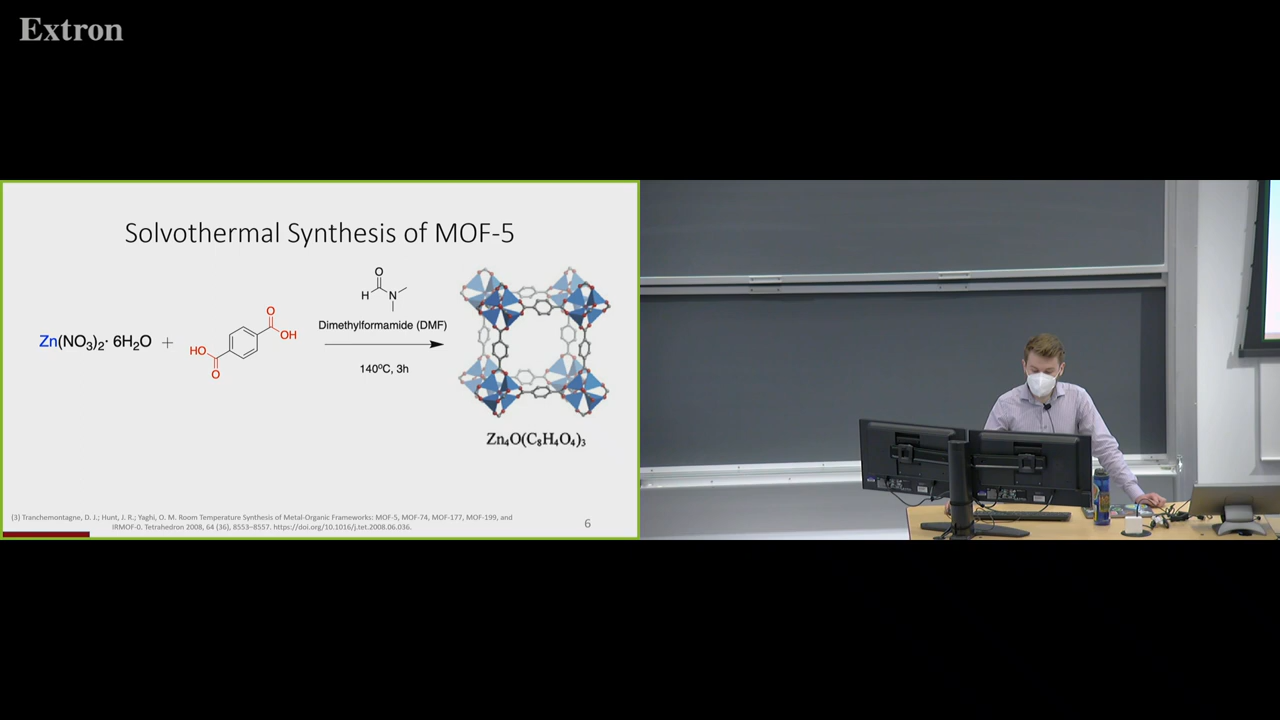 Extron
Solvothermal Synthesis of MOF-5
O
H
N
Dimethylformamide (DMF)
Zn(NO₃)₂· 6H₂O +
O
OH
HO
O
140⁰C, 3h
Zn₄O(C₈H₄O₄)₃
(3) Tranchemontagne, D. J.; Hunt, J. R.; Yaghi, O. M. Room Temperature Synthesis of Metal-Organic Frameworks: MOF-5, MOF-74, MOF-177, MOF-199, and
IRMOF-0. Tetrahedron 2008, 64 (36), 8553–8557. https://doi.org/10.1016/j.tet.2008.06.036.
6